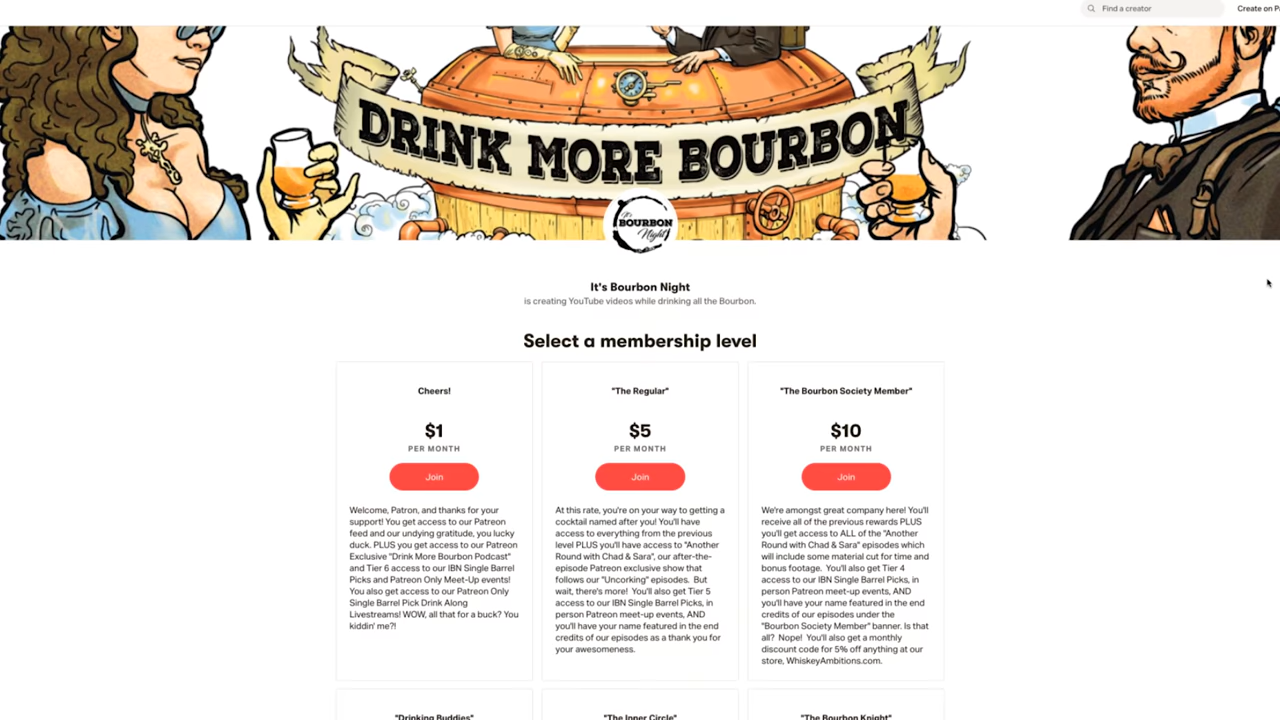 Find a creator
Create on P
DRINK MORE BOURBON
It's
BOURBON
Night
It's Bourbon Night
is creating YouTube videos while drinking all the Bourbon.
Select a membership level
Cheers!
$1
PER MONTH
Join
Welcome, Patron, and thanks for your
support! You get access to our Patreon
feed and our undying gratitude, you lucky
duck. PLUS you get access to our Patreon
Exclusive "Drink More Bourbon Podcast"
and Tier 6 access to our IBN Single Barrel
Picks and Patreon Only Meet-Up events!
You also get access to our Patreon Only
Single Barrel Pick Drink Along
Livestreams! WOW, all that for a buck? You
kiddin' me?!
"The Regular"
$5
PER MONTH
Join
At this rate, you're on your way to getting a
cocktail named after you! You'll have
access to everything from the previous
level PLUS you'll have access to "Another
Round with Chad & Sara", our after-the-
episode Patreon exclusive show that
follows our "Uncorking" episodes. But
wait, there's more! You'll also get Tier 5
access to our IBN Single Barrel Picks, in
person Patreon meet-up events, AND
you'll have your name featured in the end
credits of our episodes as a thank you for
your awesomeness.
"The Bourbon Society Member"
$10
PER MONTH
Join
We're amongst great company here! You'll
receive all of the previous rewards PLUS
you'll get access to ALL of the "Another
Round with Chad & Sara" episodes which
will include some material cut for time and
bonus footage. You'll also get Tier 4
access to our IBN Single Barrel Picks, in
person Patreon meet-up events, AND
you'll have your name featured in the end
credits of our episodes under the
"Bourbon Society Member" banner. Is that
all? Nope! You'll also get a monthly
discount code for 5% off anything at our
store, WhiskeyAmbitions.com.
"Drinking Buddies"
"The Inner Circle"
"The Bourbon Knight"